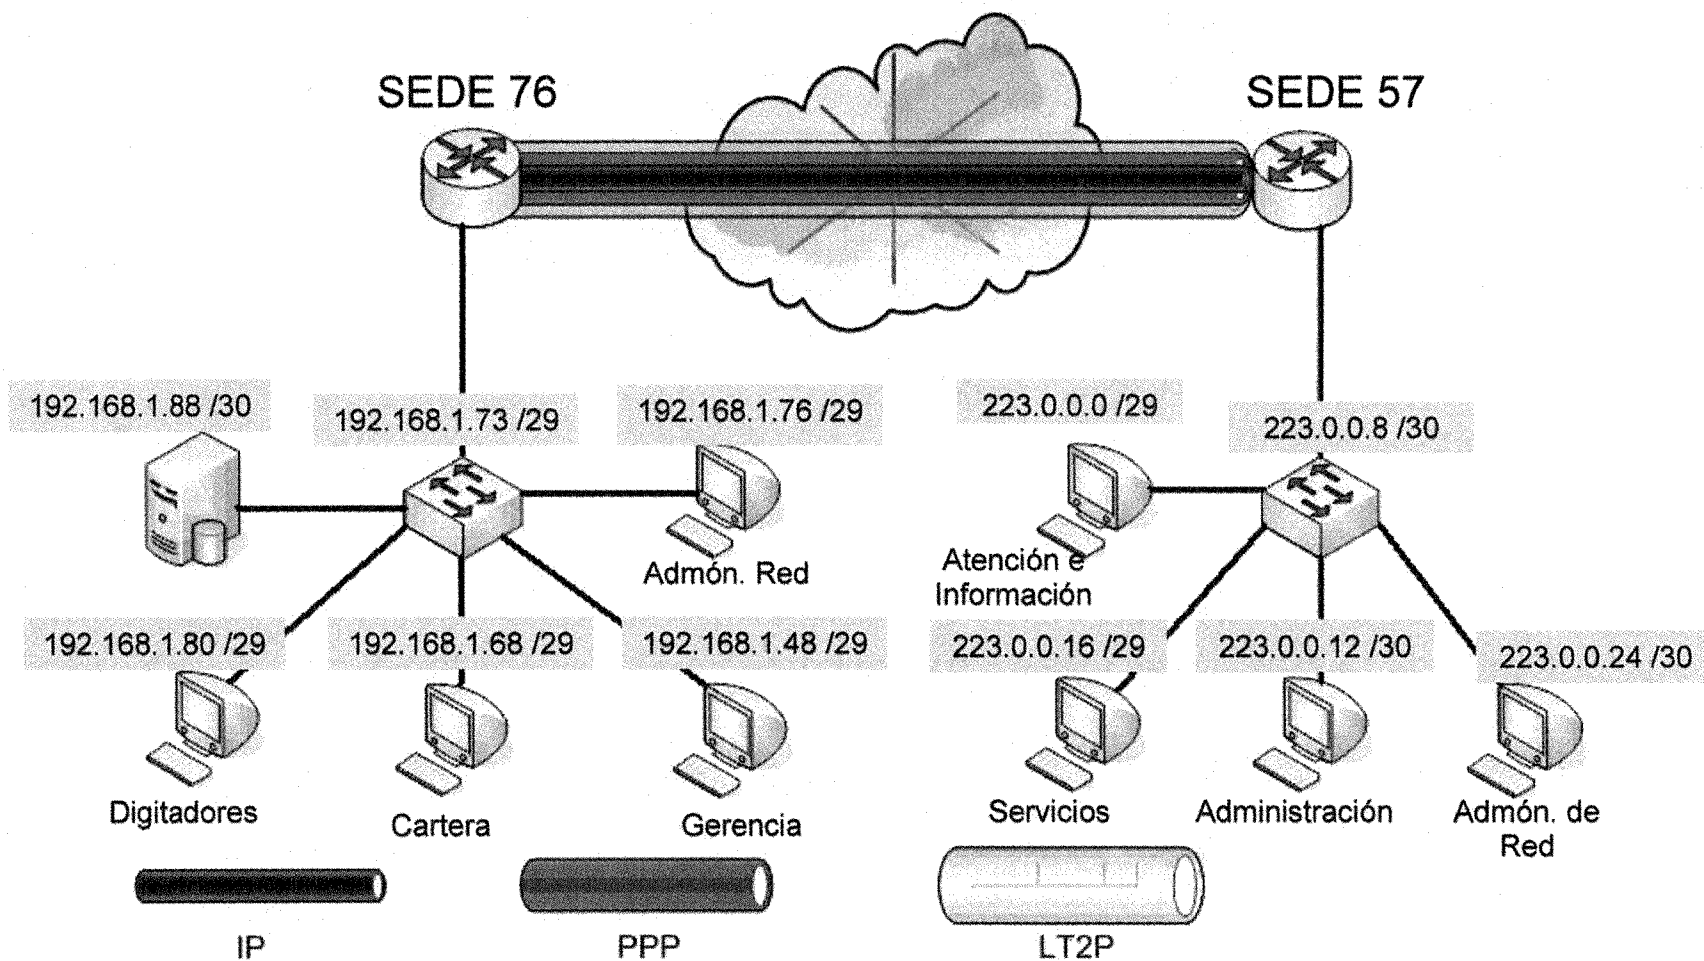 SEDE 76
SEDE 57
192.168.1.88 /30
192.168.1.73 /29
192.168.1.76 /29
223.0.0.0 /29
223.0.0.8 /30
Admón. Red
Atención e
Información
192.168.1.80 /29
192.168.1.68 /29
192.168.1.48 /29
223.0.0.16 /29
223.0.0.12 /30
223.0.0.24 /30
Digitadores
Cartera
Gerencia
Servicios
Administración
Admón. de
Red
IP
PPP
LT2P